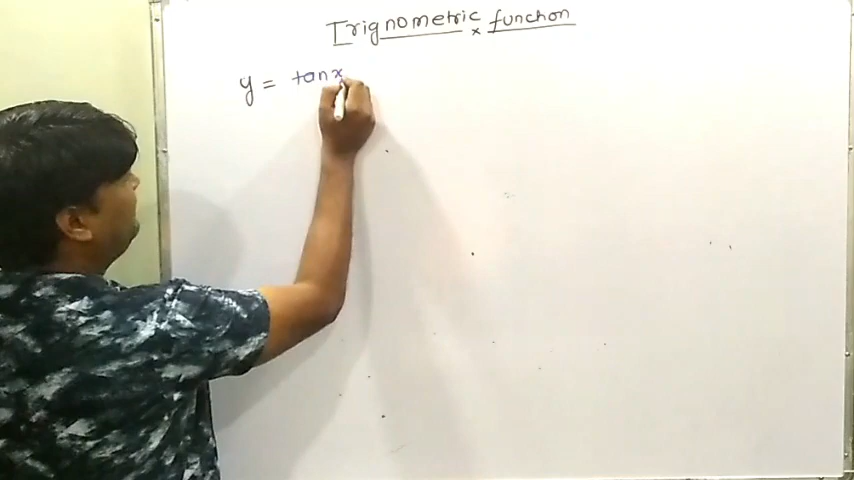 Trignometric function
y = tanx